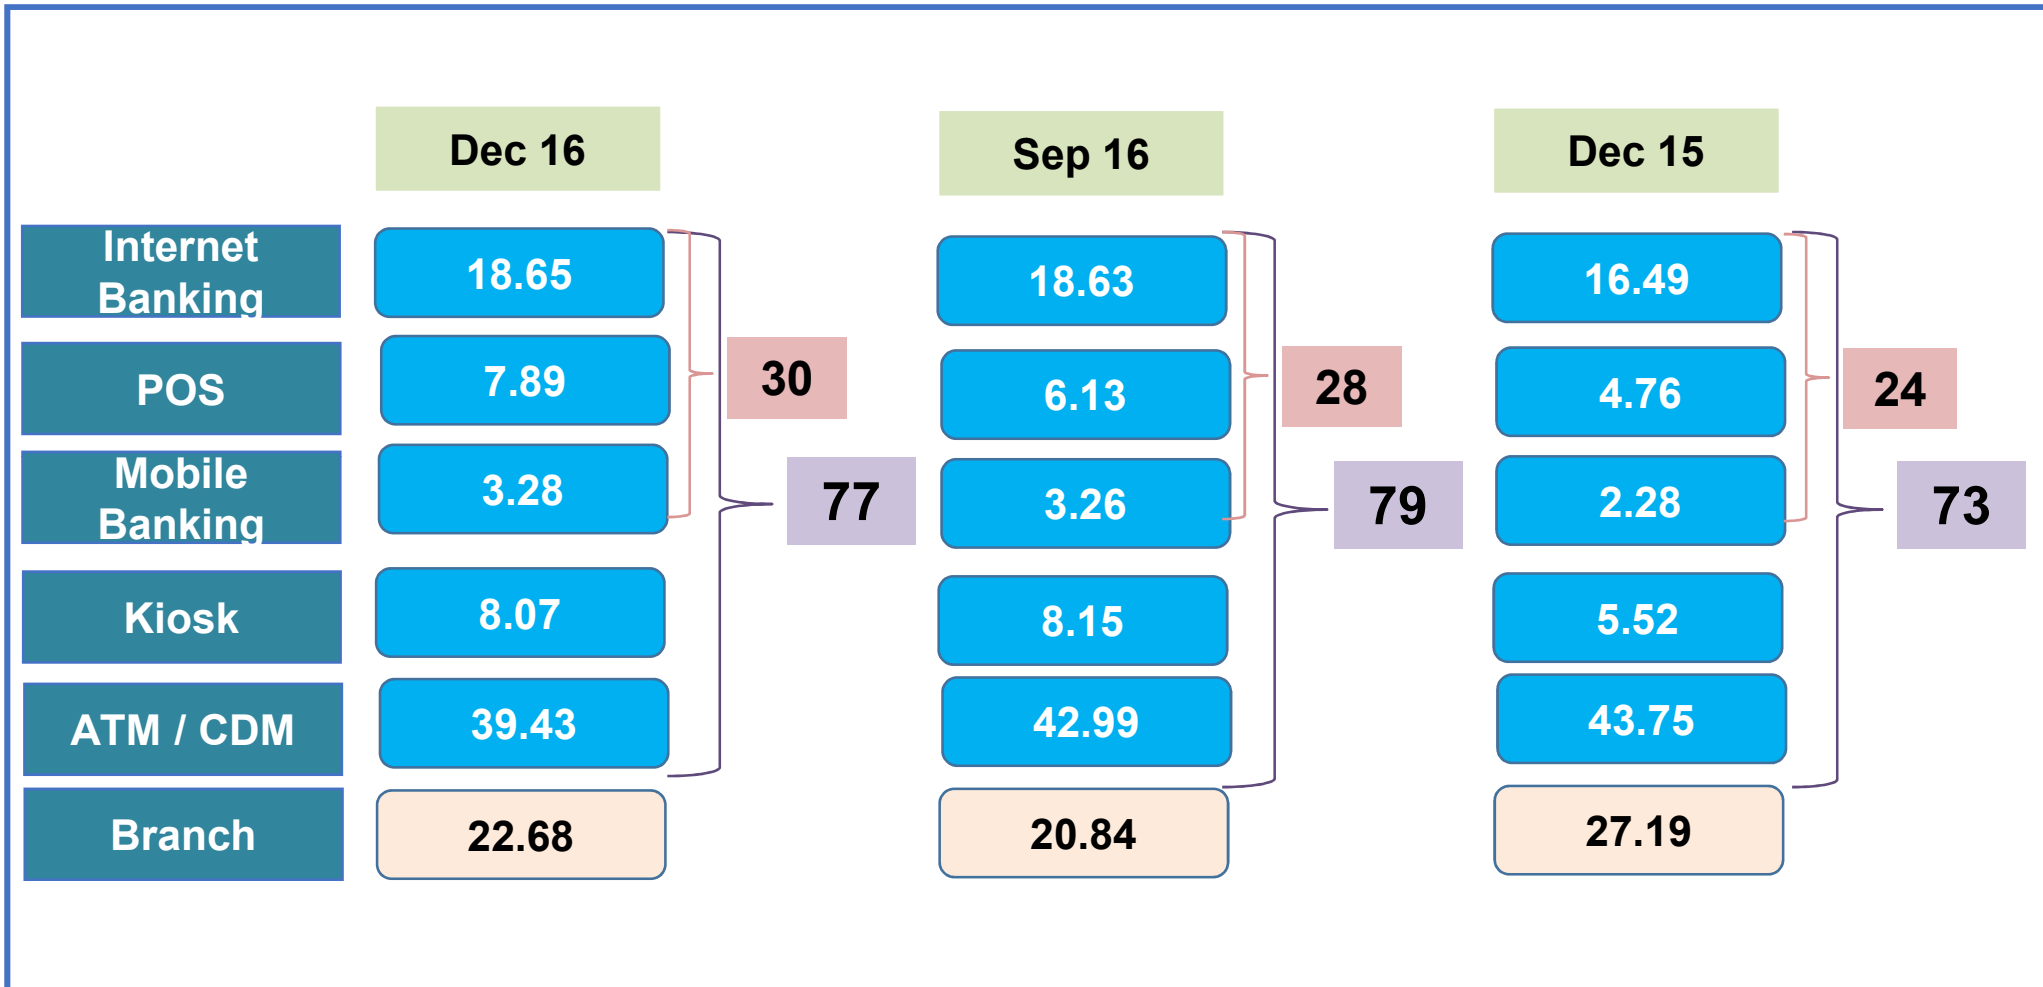 Dec 16
Sep 16
Dec 15
Internet
Banking
18.65
18.63
16.49
POS
7.89
30
6.13
28
4.76
24
Mobile
Banking
3.28
77
3.26
79
2.28
73
Kiosk
8.07
8.15
5.52
ATM / CDM
39.43
42.99
43.75
Branch
22.68
20.84
27.19